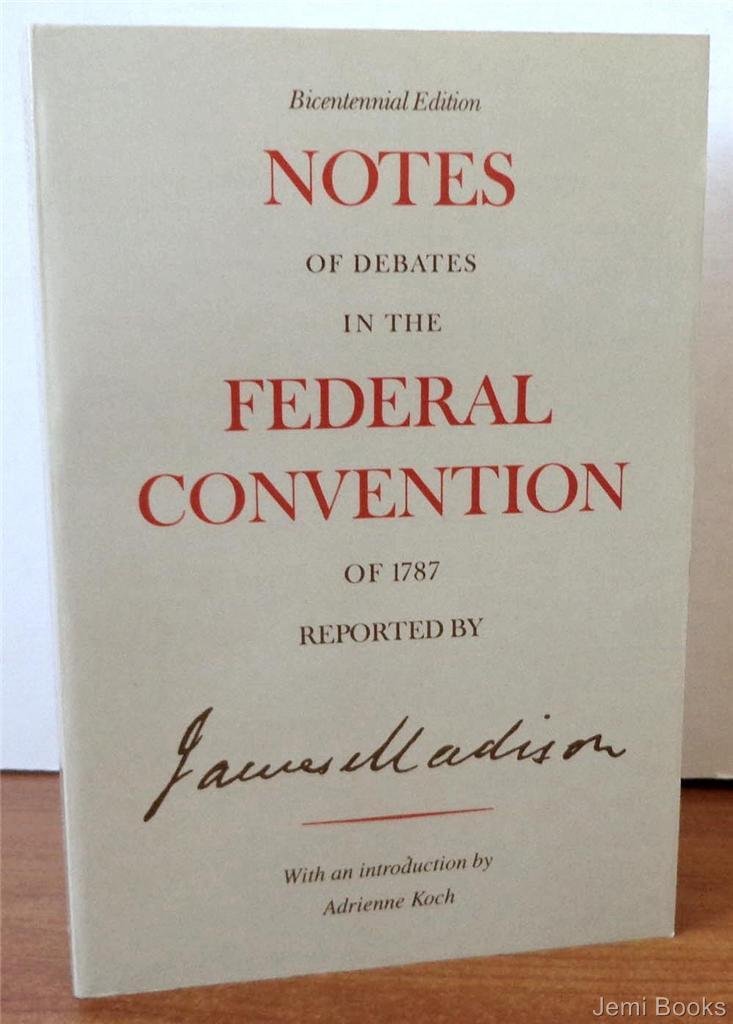 Bicentennial Edition
NOTES
OF DEBATES
IN THE
FEDERAL
CONVENTION
OF 1787
REPORTED BY
James Madison
With an introduction by
Adrienne Koch
Jemi Books